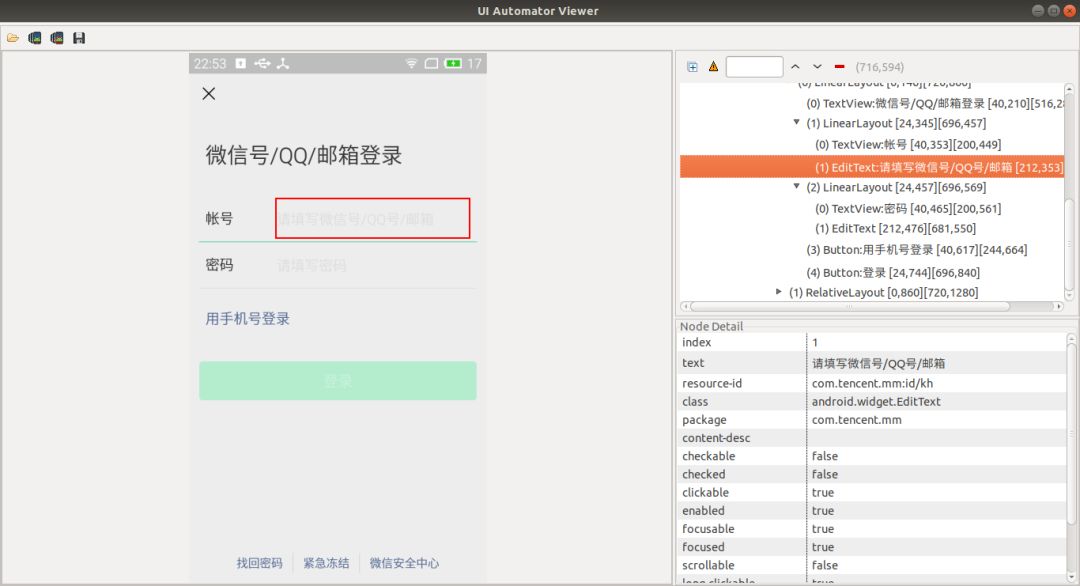 UI Automator Viewer
(716,594)
22:53
17
微信号/QQ/邮箱登录
帐号
请填写微信号/QQ号/邮箱
密码
请填写密码
用手机号登录
登录
找回密码
紧急冻结
微信安全中心
(0) LinearLayout [0,146][720,860]
(0) TextView:微信号/QQ/邮箱登录 [40,210][516,28
(1) LinearLayout [24,345][696,457]
(0) TextView:帐号 [40,353][200,449]
(1) EditText:请填写微信号/QQ号/邮箱 [212,353]
(2) LinearLayout [24,457][696,569]
(0) TextView:密码 [40,465][200,561]
(1) EditText [212,476][681,550]
(3) Button:用手机号登录 [40,617][244,664]
(4) Button:登录 [24,744][696,840]
(1) RelativeLayout [0,860][720,1280]
Node Detail
index 1
text 请填写微信号/QQ号/邮箱
resource-id com.tencent.mm:id/kh
class android.widget.EditText
package com.tencent.mm
content-desc
checkable false
checked false
clickable true
enabled true
focusable true
focused true
scrollable false
long-clickable true